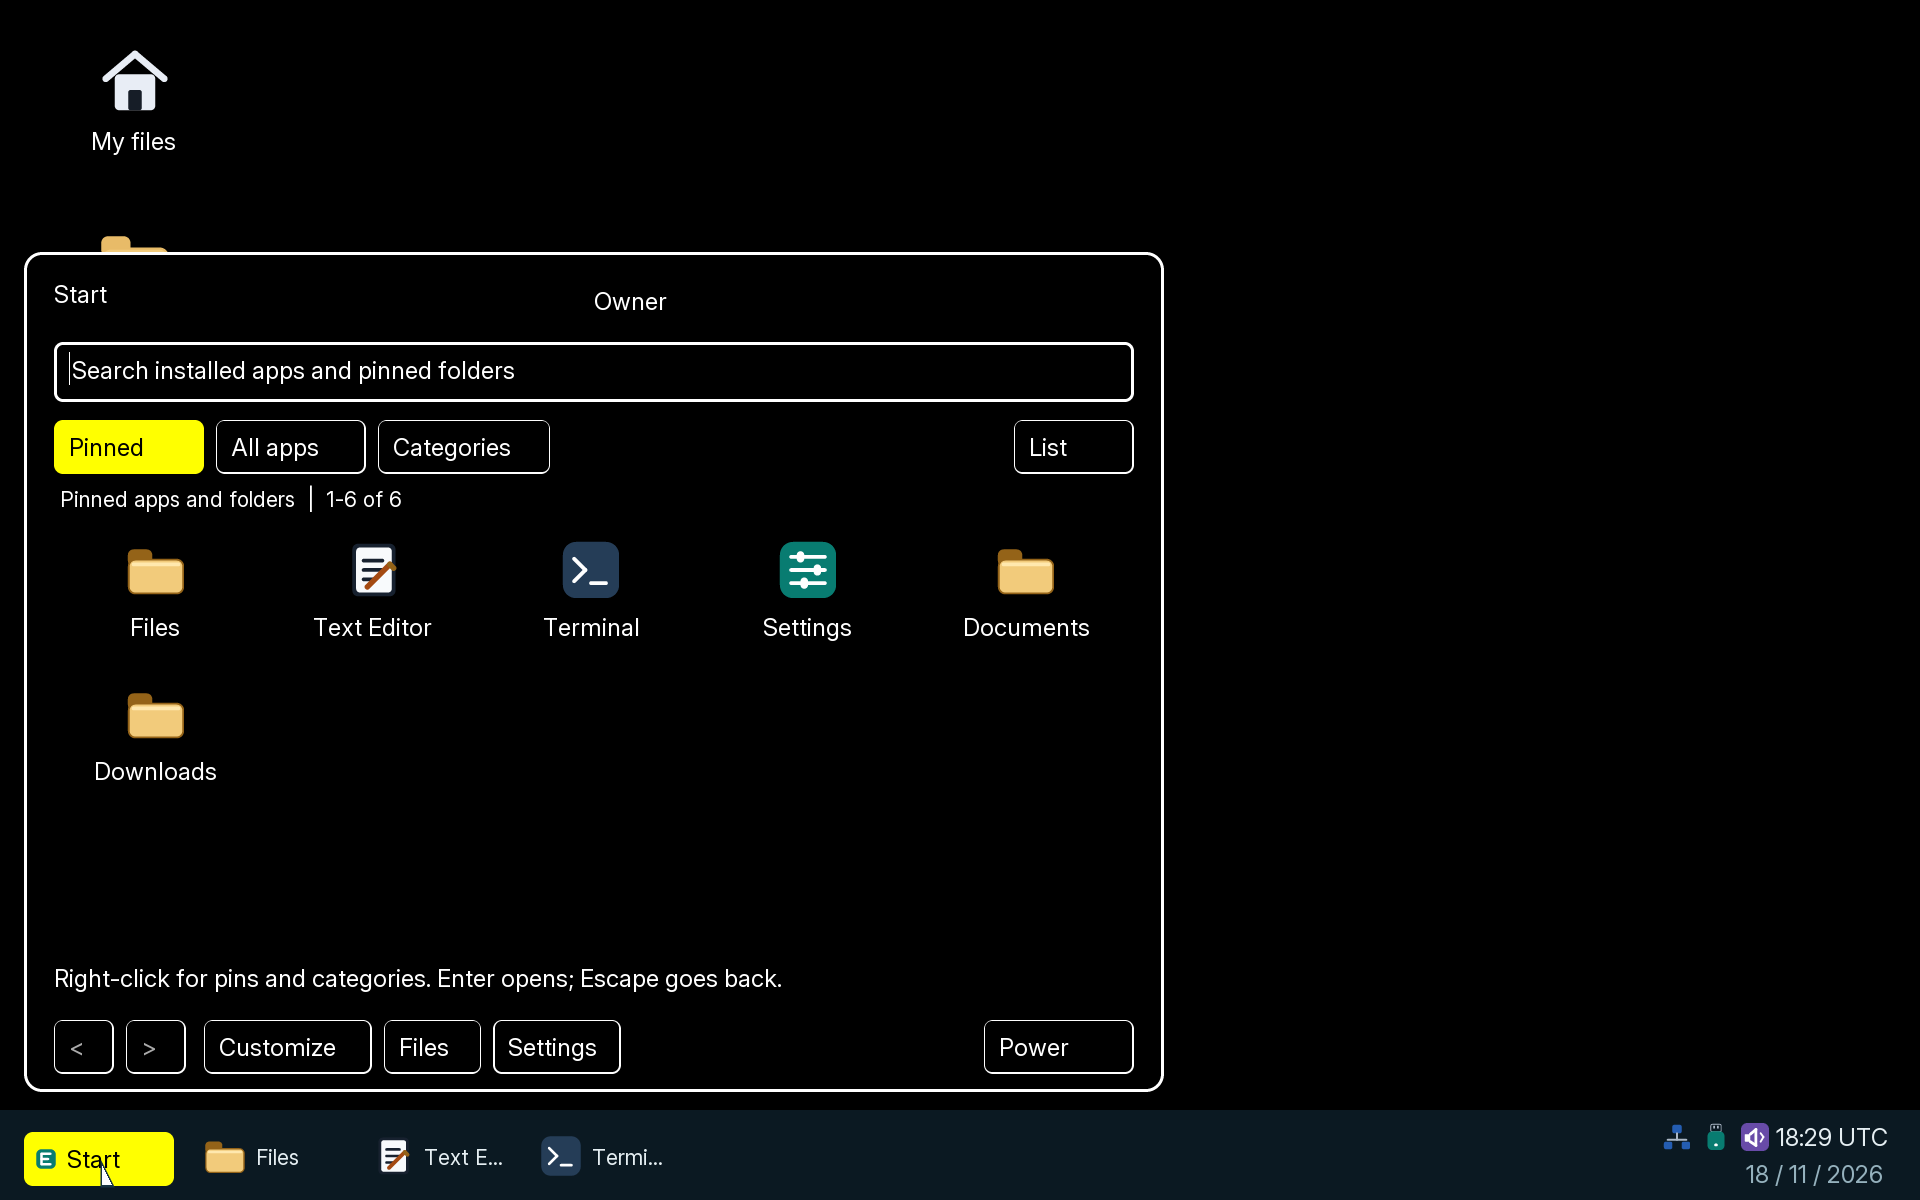 My files
Start
Owner
Search installed apps and pinned folders
Pinned
All apps
Categories
List
Pinned apps and folders | 1-6 of 6
Files
Text Editor
Terminal
Settings
Documents
Downloads
Right-click for pins and categories. Enter opens; Escape goes back.
<
>
Customize
Files
Settings
Power
E
Start
Files
Text E...
Termi...
18:29 UTC
18 / 11 / 2026